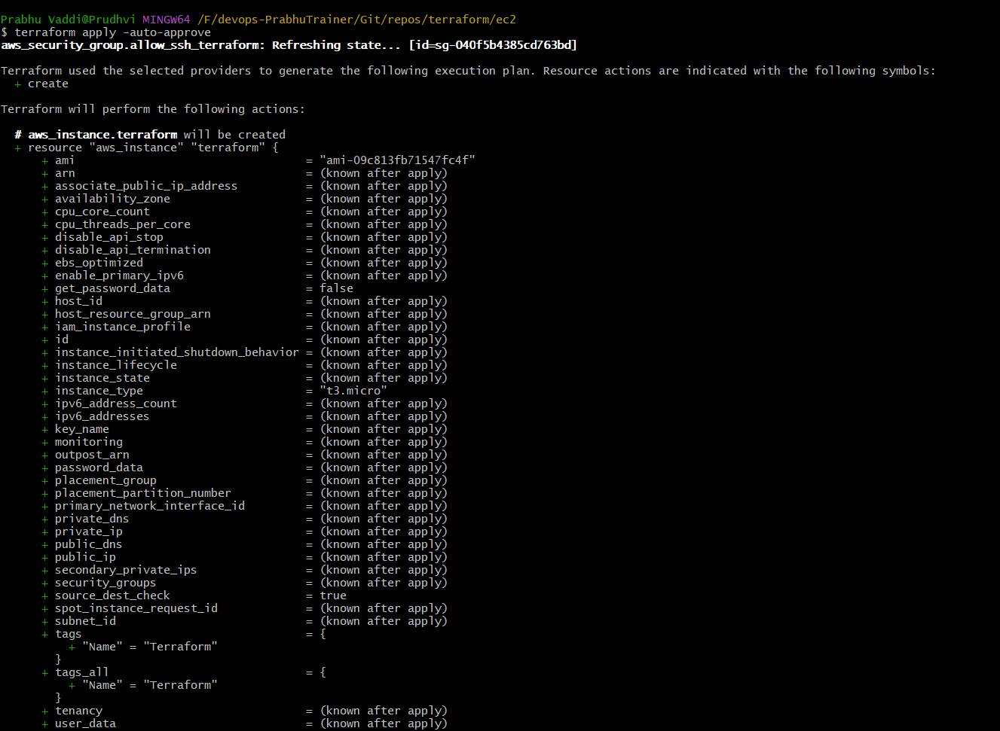 Prabhu Vaddi@Prudhvi MINGW64 /F/devops-PrabhuTrainer/Git/repos/terraform/ec2
$ terraform apply -auto-approve
aws_security_group.allow_ssh_terraform: Refreshing state... [id=sg-040f5b4385cd763bd]
Terraform used the selected providers to generate the following execution plan. Resource actions are indicated with the following symbols:
+ create
Terraform will perform the following actions:
# aws_instance.terraform will be created
+ resource "aws_instance" "terraform" {
+ ami = "ami-09c813fb71547fc4f"
+ arn = (known after apply)
+ associate_public_ip_address = (known after apply)
+ availability_zone = (known after apply)
+ cpu_core_count = (known after apply)
+ cpu_threads_per_core = (known after apply)
+ disable_api_stop = (known after apply)
+ disable_api_termination = (known after apply)
+ ebs_optimized = (known after apply)
+ enable_primary_ipv6 = (known after apply)
+ get_password_data = false
+ host_id = (known after apply)
+ host_resource_group_arn = (known after apply)
+ iam_instance_profile = (known after apply)
+ id = (known after apply)
+ instance_initiated_shutdown_behavior = (known after apply)
+ instance_lifecycle = (known after apply)
+ instance_state = (known after apply)
+ instance_type = "t3.micro"
+ ipv6_address_count = (known after apply)
+ ipv6_addresses = (known after apply)
+ key_name = (known after apply)
+ monitoring = (known after apply)
+ outpost_arn = (known after apply)
+ password_data = (known after apply)
+ placement_group = (known after apply)
+ placement_partition_number = (known after apply)
+ primary_network_interface_id = (known after apply)
+ private_dns = (known after apply)
+ private_ip = (known after apply)
+ public_dns = (known after apply)
+ public_ip = (known after apply)
+ secondary_private_ips = (known after apply)
+ security_groups = (known after apply)
+ source_dest_check = true
+ spot_instance_request_id = (known after apply)
+ subnet_id = (known after apply)
+ tags = {
+ "Name" = "Terraform"
}
+ tags_all = {
+ "Name" = "Terraform"
}
+ tenancy = (known after apply)
+ user_data = (known after apply)